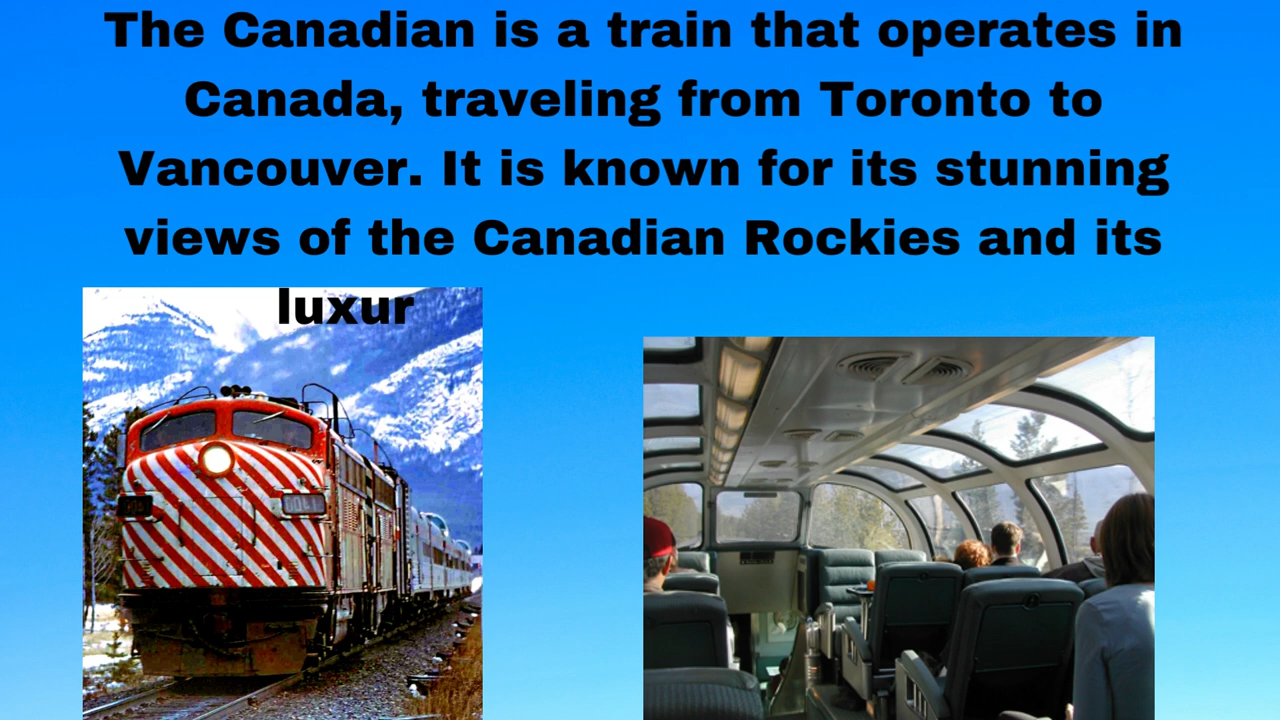 The Canadian is a train that operates in
Canada, traveling from Toronto to
Vancouver. It is known for its stunning
views of the Canadian Rockies and its
luxur